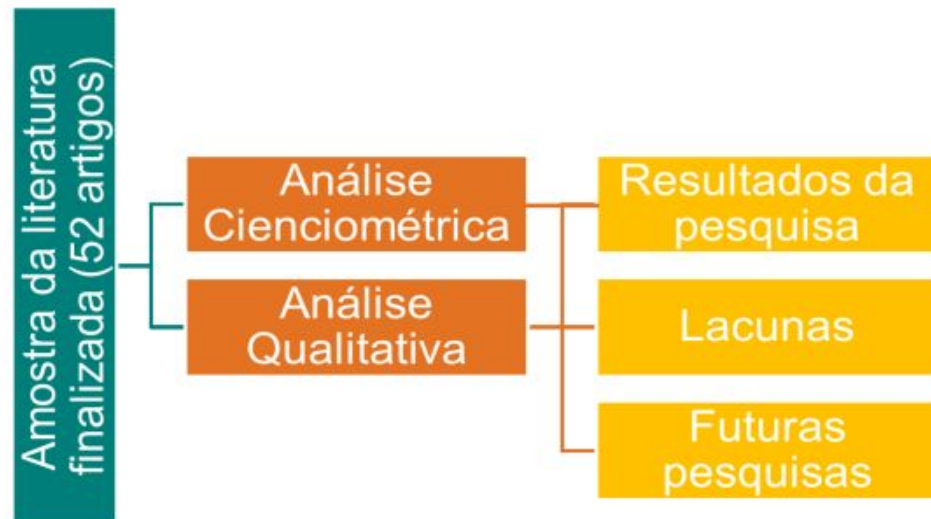 Amostra da literatura
finalizada (52 artigos)
Análise
Cienciométrica
Análise
Qualitativa
Resultados da
pesquisa
Lacunas
Futuras
pesquisas